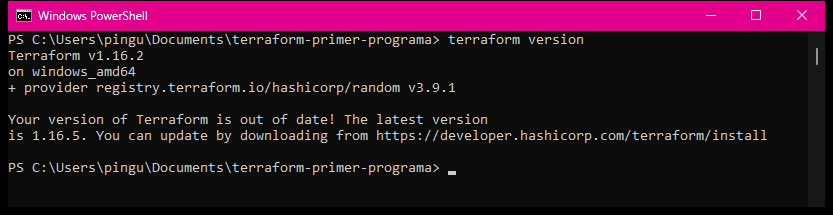 Windows PowerShell
PS C:\Users\pingu\Documents\terraform-primer-programa> terraform version
Terraform v1.16.2
on windows_amd64
+ provider registry.terraform.io/hashicorp/random v3.9.1
Your version of Terraform is out of date! The latest version
is 1.16.5. You can update by downloading from https://developer.hashicorp.com/terraform/install
PS C:\Users\pingu\Documents\terraform-primer-programa>